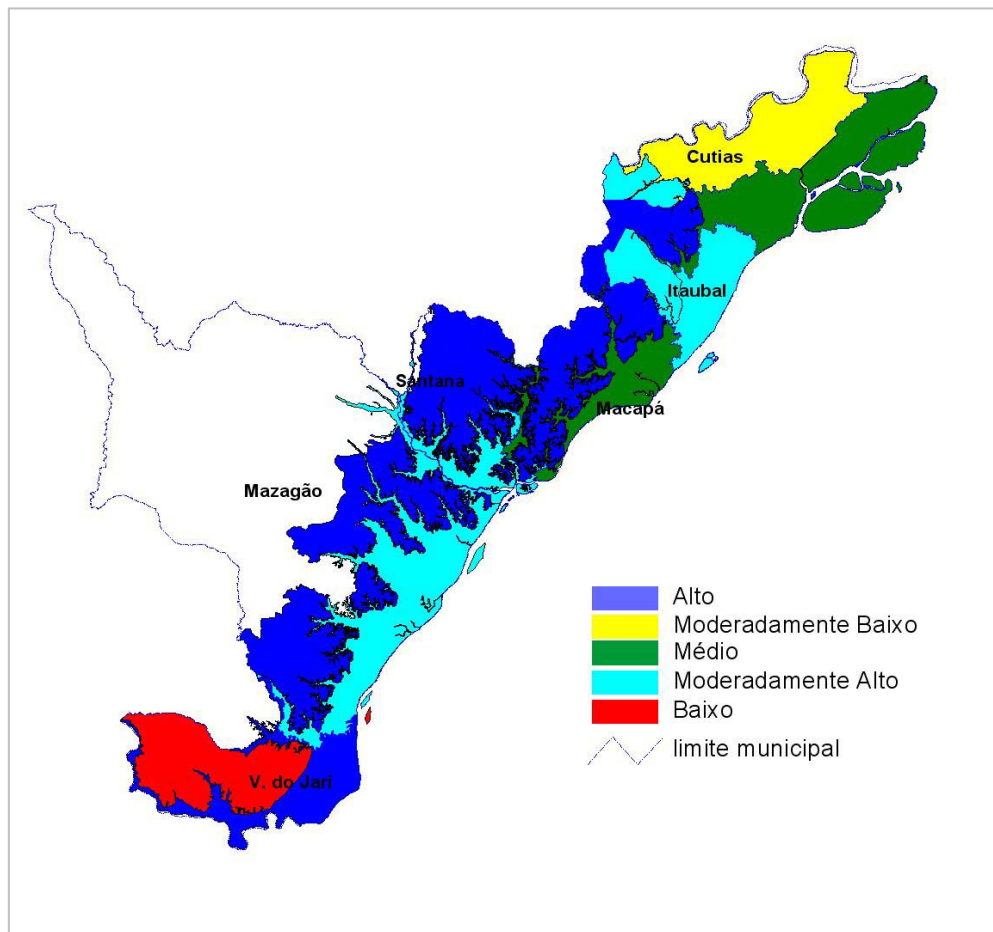 Cutias
Itaubal
Santana
Macapá
Mazagão
V. do Jari
Alto
Moderadamente Baixo
Médio
Moderadamente Alto
Baixo
limite municipal